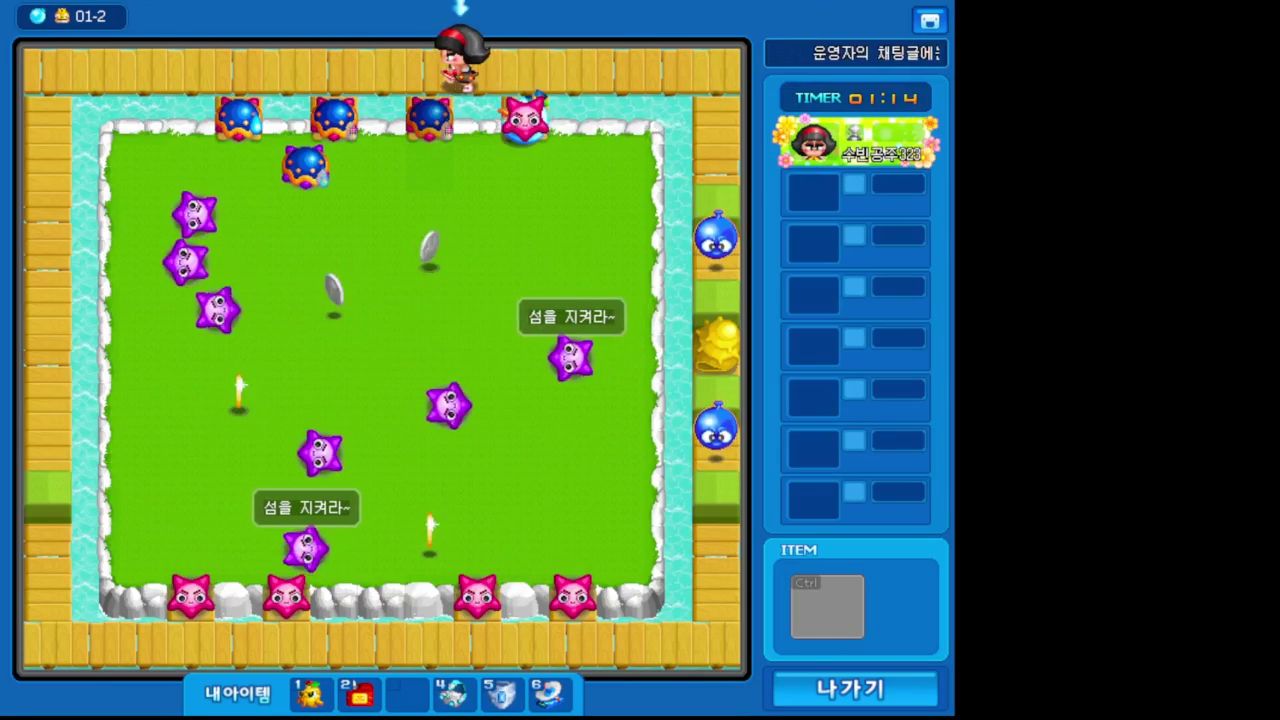 01-2
운영자의 채팅글에
TIMER 01:14
수빈공주023
섬을 지켜라~
섬을 지켜라~
ITEM
Ctrl
내아이템
1
2
4
5
6
나가기